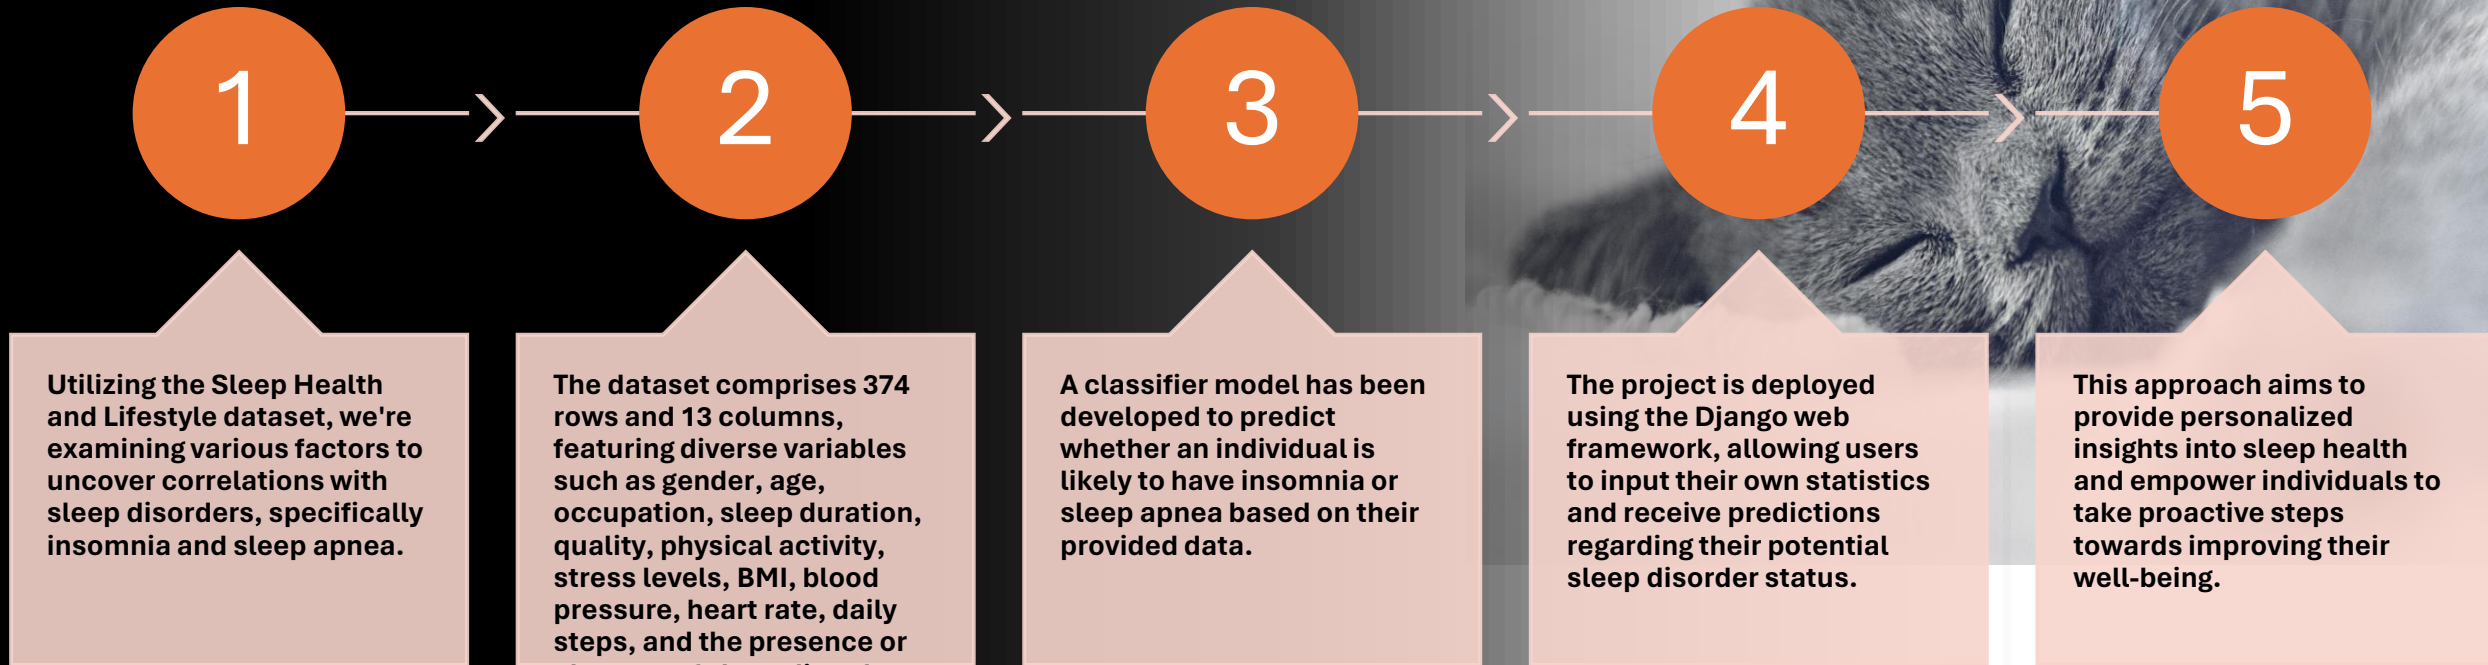 1
2
3
4
5
Utilizing the Sleep Health
and Lifestyle dataset, we're
examining various factors to
uncover correlations with
sleep disorders, specifically
insomnia and sleep apnea.
The dataset comprises 374
rows and 13 columns,
featuring diverse variables
such as gender, age,
occupation, sleep duration,
quality, physical activity,
stress levels, BMI, blood
pressure, heart rate, daily
steps, and the presence or
A classifier model has been
developed to predict
whether an individual is
likely to have insomnia or
sleep apnea based on their
provided data.
The project is deployed
using the Django web
framework, allowing users
to input their own statistics
and receive predictions
regarding their potential
sleep disorder status.
This approach aims to
provide personalized
insights into sleep health
and empower individuals to
take proactive steps
towards improving their
well-being.